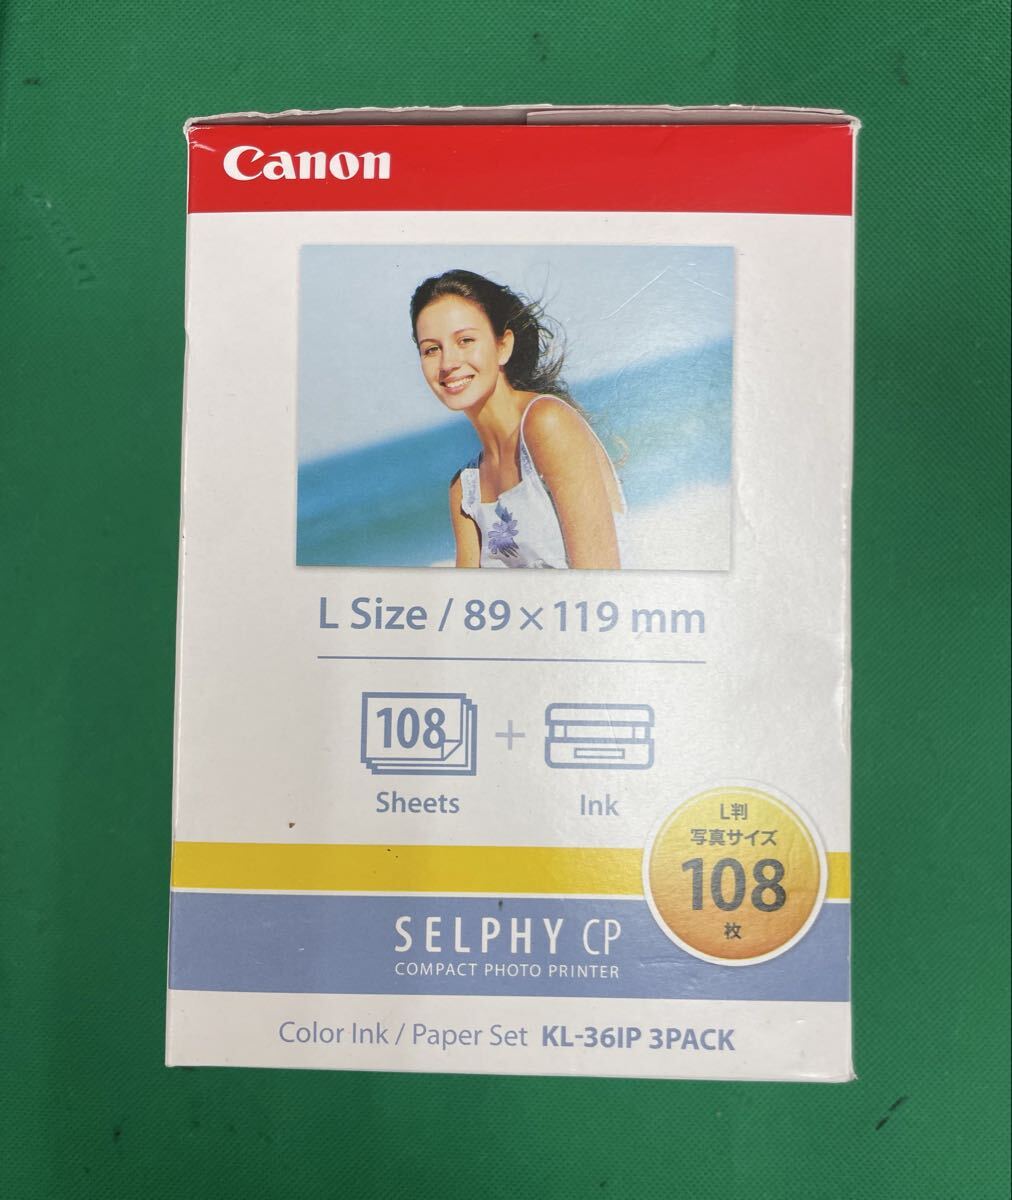 Canon
L Size / 89×119 mm
108
+
Sheets
Ink
L判
写真サイズ
108
枚
SELPHY CP
COMPACT PHOTO PRINTER
Color Ink / Paper Set KL-36IP 3PACK